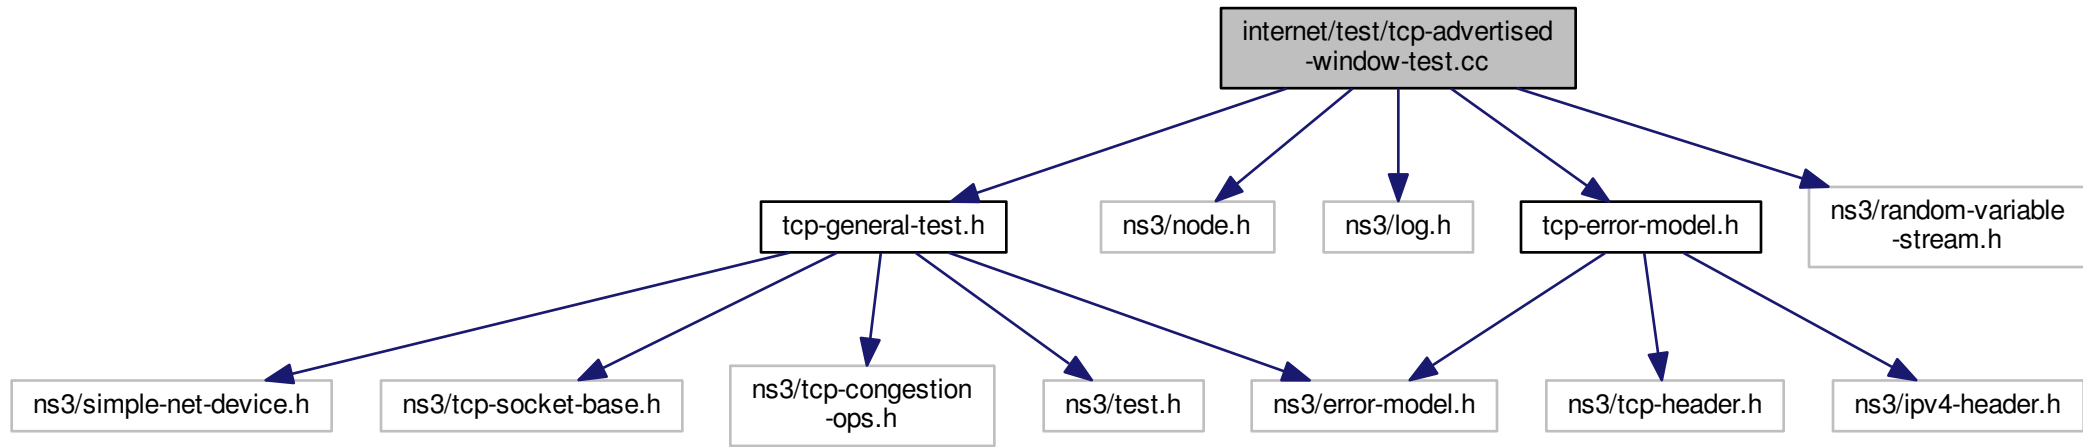 internet/test/tcp-advertised
-window-test.cc
tcp-general-test.h
ns3/node.h
ns3/log.h
tcp-error-model.h
ns3/random-variable
-stream.h
ns3/simple-net-device.h
ns3/tcp-socket-base.h
ns3/tcp-congestion
-ops.h
ns3/test.h
ns3/error-model.h
ns3/tcp-header.h
ns3/ipv4-header.h